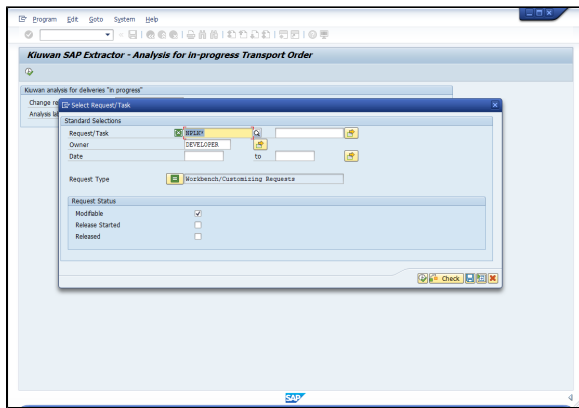 Program Edit Goto System Help
Kiuwan SAP Extractor - Analysis for in-progress Transport Order
Kiuwan analysis for deliveries "in progress"
Change re
Analysis la
Select Request/Task
Standard Selections
Request/Task NPLK*
Owner DEVELOPER
Date to
Request Type Workbench/Customizing Requests
Request Status
Modifiable
Release Started
Released
Check
SAP